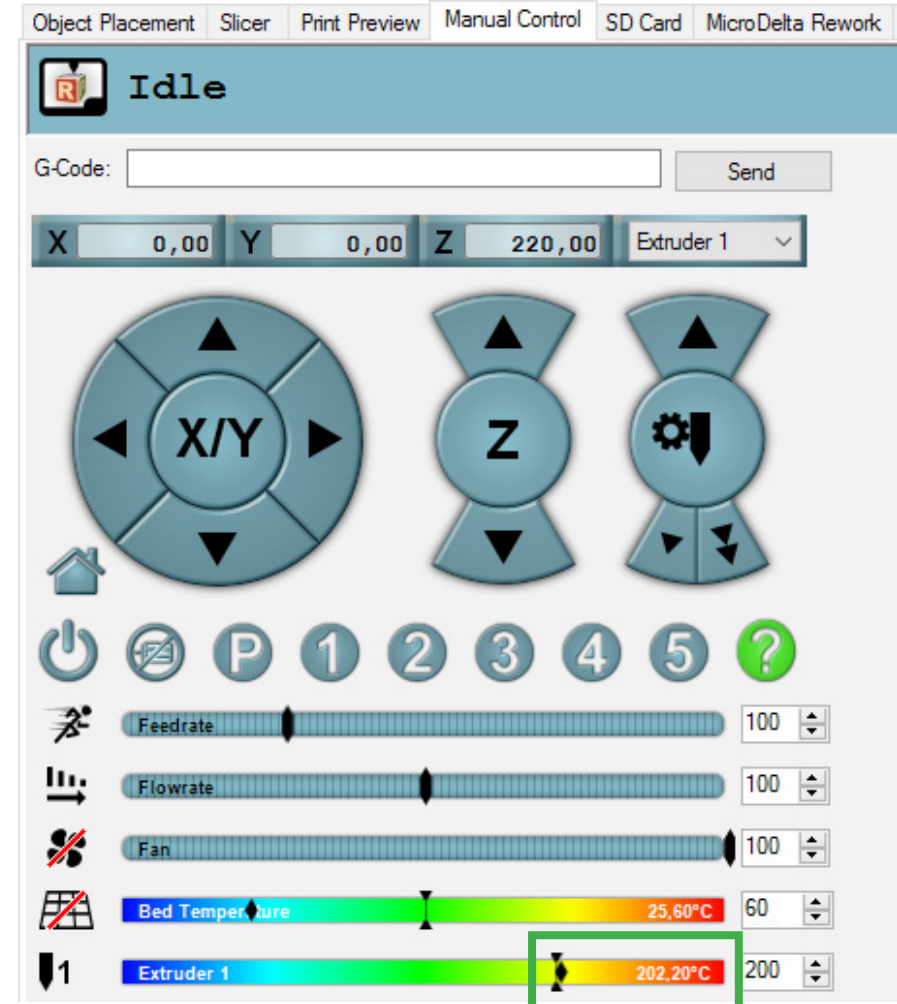 Object Placement Slicer Print Preview Manual Control SD Card MicroDelta Rework
R Idle
G-Code: Send
X 0,00 Y 0,00 Z 220,00 Extruder 1
X/Y Z
P 1 2 3 4 5 ?
Feedrate 100
Flowrate 100
Fan 100
Bed Temperature 25,60°C 60
1 Extruder 1 202,20°C 200